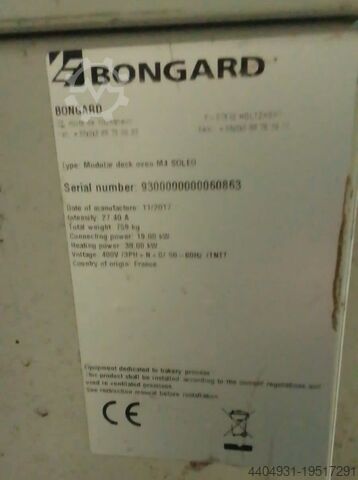 BONGARD
BONGARD
Type: Modular deck oven M4 SOLEO
Serial number: 9300000000060863
Date of manufacture: 11/2017
Intensity: 27.40 A
Total weight: 759 kg
Connecting power: 19.00 kW
Heating power: 38.00 kW
Voltage: 400V /3PH + N + G/ 50 - 60Hz /TNTT
Country of origin: France
Equipment dedicated to bakery process
This product shall be installed according to the current regulations and
used in ventilated premises.
See instruction manual before installation.
CE
4404931-19517291